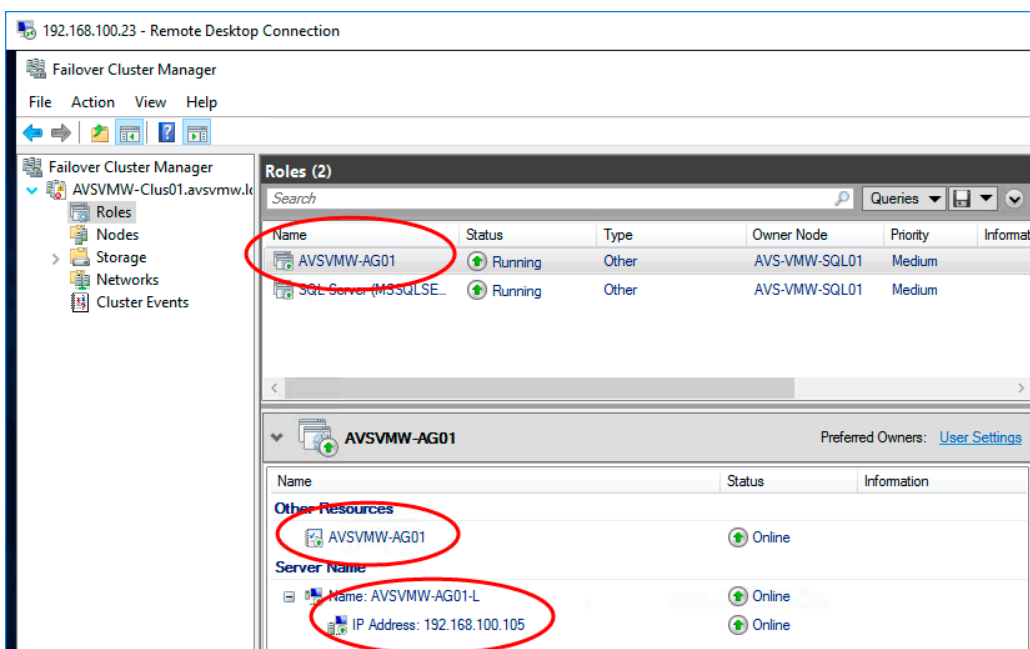 192.168.100.23 - Remote Desktop Connection
Failover Cluster Manager
File Action View Help
Failover Cluster Manager
AVSVMW-Clus01.avsvmw.lo
Roles
Nodes
Storage
Networks
Cluster Events
Roles (2)
Search
Queries
Name Status Type Owner Node Priority Informat
AVSVMW-AG01 Running Other AVS-VMW-SQL01 Medium
SQL Server (MSSQLSE... Running Other AVS-VMW-SQL01 Medium
AVSVMW-AG01 Preferred Owners: User Settings
Name Status Information
Other Resources
AVSVMW-AG01 Online
Server Name
Name: AVSVMW-AG01-L Online
IP Address: 192.168.100.105 Online